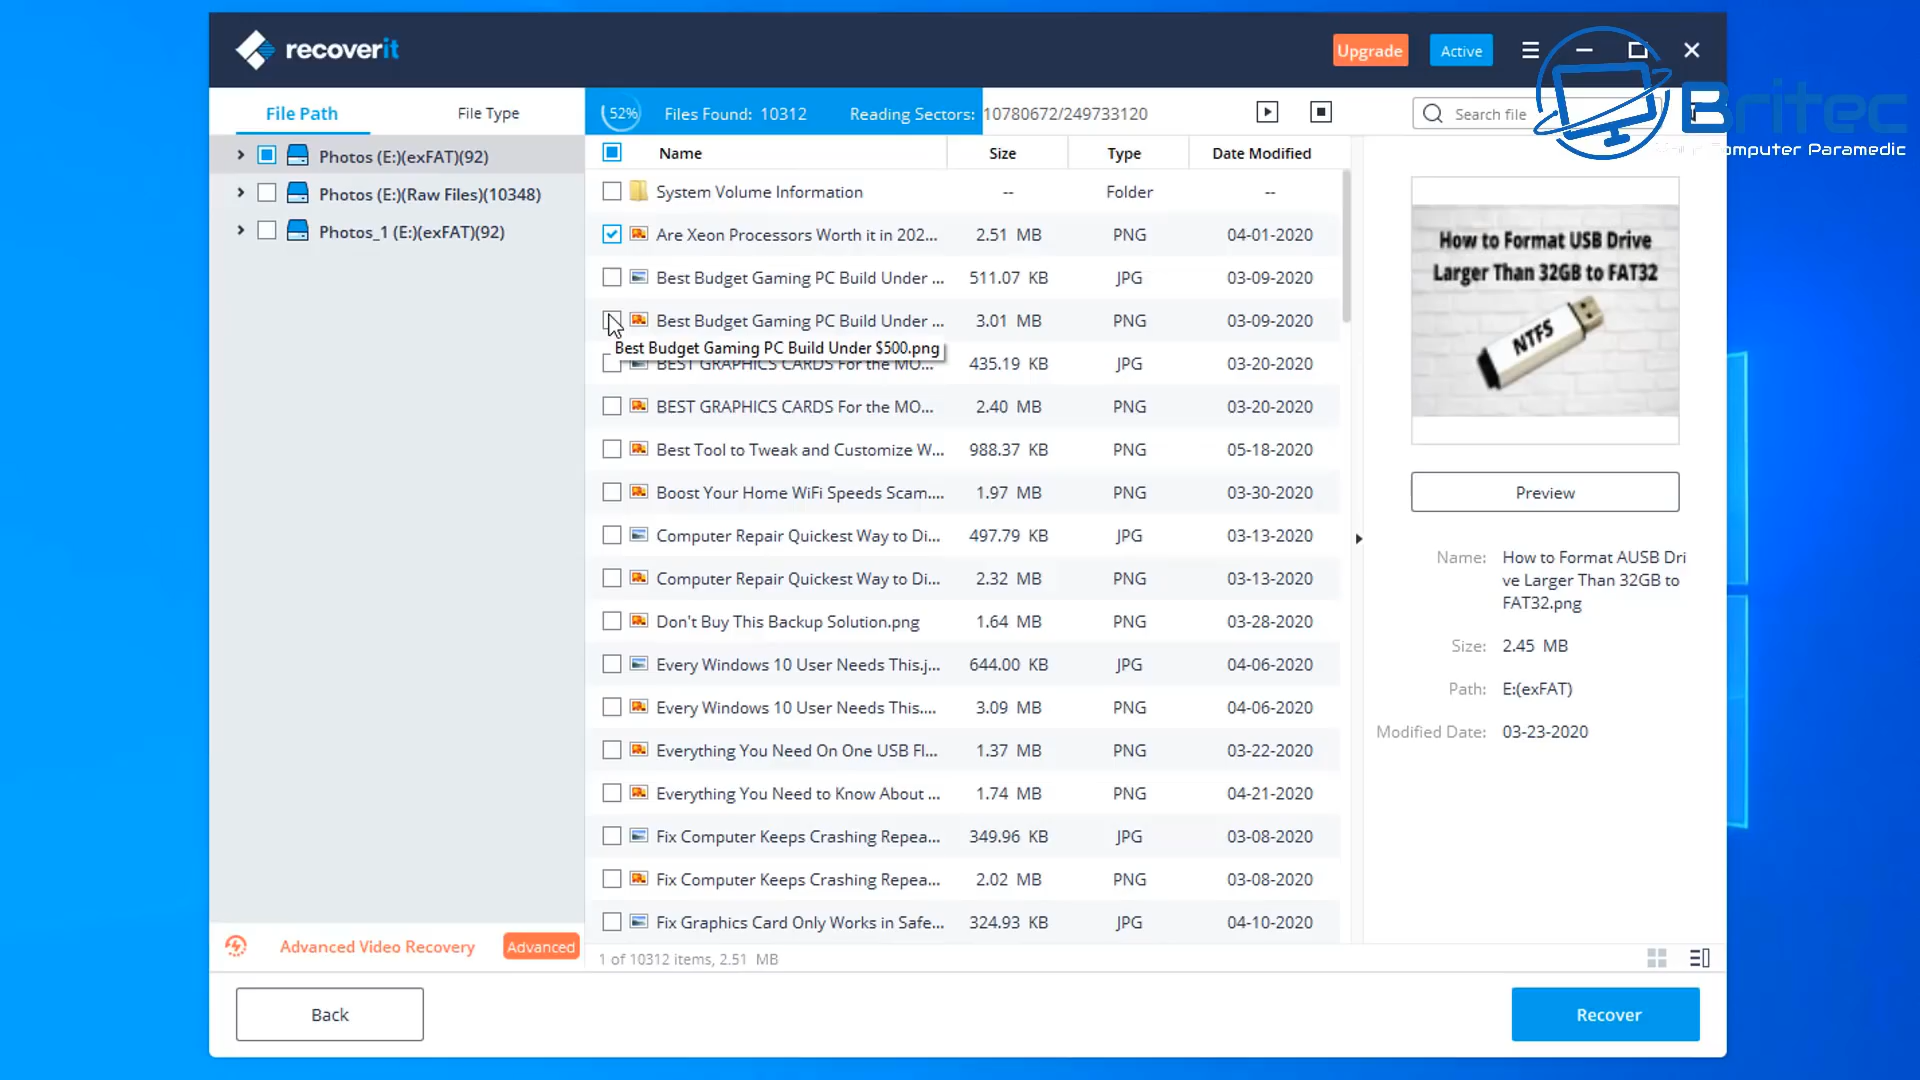 recoverit
Upgrade
Active
Britec
Your Computer Paramedic
File Path
File Type
52%
Files Found: 10312
Reading Sectors: 10780672/249733120
Search file
Photos (E:)(exFAT)(92)
Photos (E:)(Raw Files)(10348)
Photos_1 (E:)(exFAT)(92)
Name Size Type Date Modified
System Volume Information -- Folder --
Are Xeon Processors Worth it in 202... 2.51 MB PNG 04-01-2020
Best Budget Gaming PC Build Under ... 511.07 KB JPG 03-09-2020
Best Budget Gaming PC Build Under ... 3.01 MB PNG 03-09-2020
Best Budget Gaming PC Build Under $500.png
BEST GRAPHICS CARDS For the MO... 435.19 KB JPG 03-20-2020
BEST GRAPHICS CARDS For the MO... 2.40 MB PNG 03-20-2020
Best Tool to Tweak and Customize W... 988.37 KB PNG 05-18-2020
Boost Your Home WiFi Speeds Scam.... 1.97 MB PNG 03-30-2020
Computer Repair Quickest Way to Di... 497.79 KB JPG 03-13-2020
Computer Repair Quickest Way to Di... 2.32 MB PNG 03-13-2020
Don't Buy This Backup Solution.png 1.64 MB PNG 03-28-2020
Every Windows 10 User Needs This.j... 644.00 KB JPG 04-06-2020
Every Windows 10 User Needs This.... 3.09 MB PNG 04-06-2020
Everything You Need On One USB Fl... 1.37 MB PNG 03-22-2020
Everything You Need to Know About ... 1.74 MB PNG 04-21-2020
Fix Computer Keeps Crashing Repea... 349.96 KB JPG 03-08-2020
Fix Computer Keeps Crashing Repea... 2.02 MB PNG 03-08-2020
Fix Graphics Card Only Works in Safe... 324.93 KB JPG 04-10-2020
How to Format USB Drive
Larger Than 32GB to FAT32
NTFS
Preview
Name: How to Format AUSB Dri
ve Larger Than 32GB to
FAT32.png
Size: 2.45 MB
Path: E:(exFAT)
Modified Date: 03-23-2020
Advanced Video Recovery
Advanced
1 of 10312 items, 2.51 MB
Back
Recover